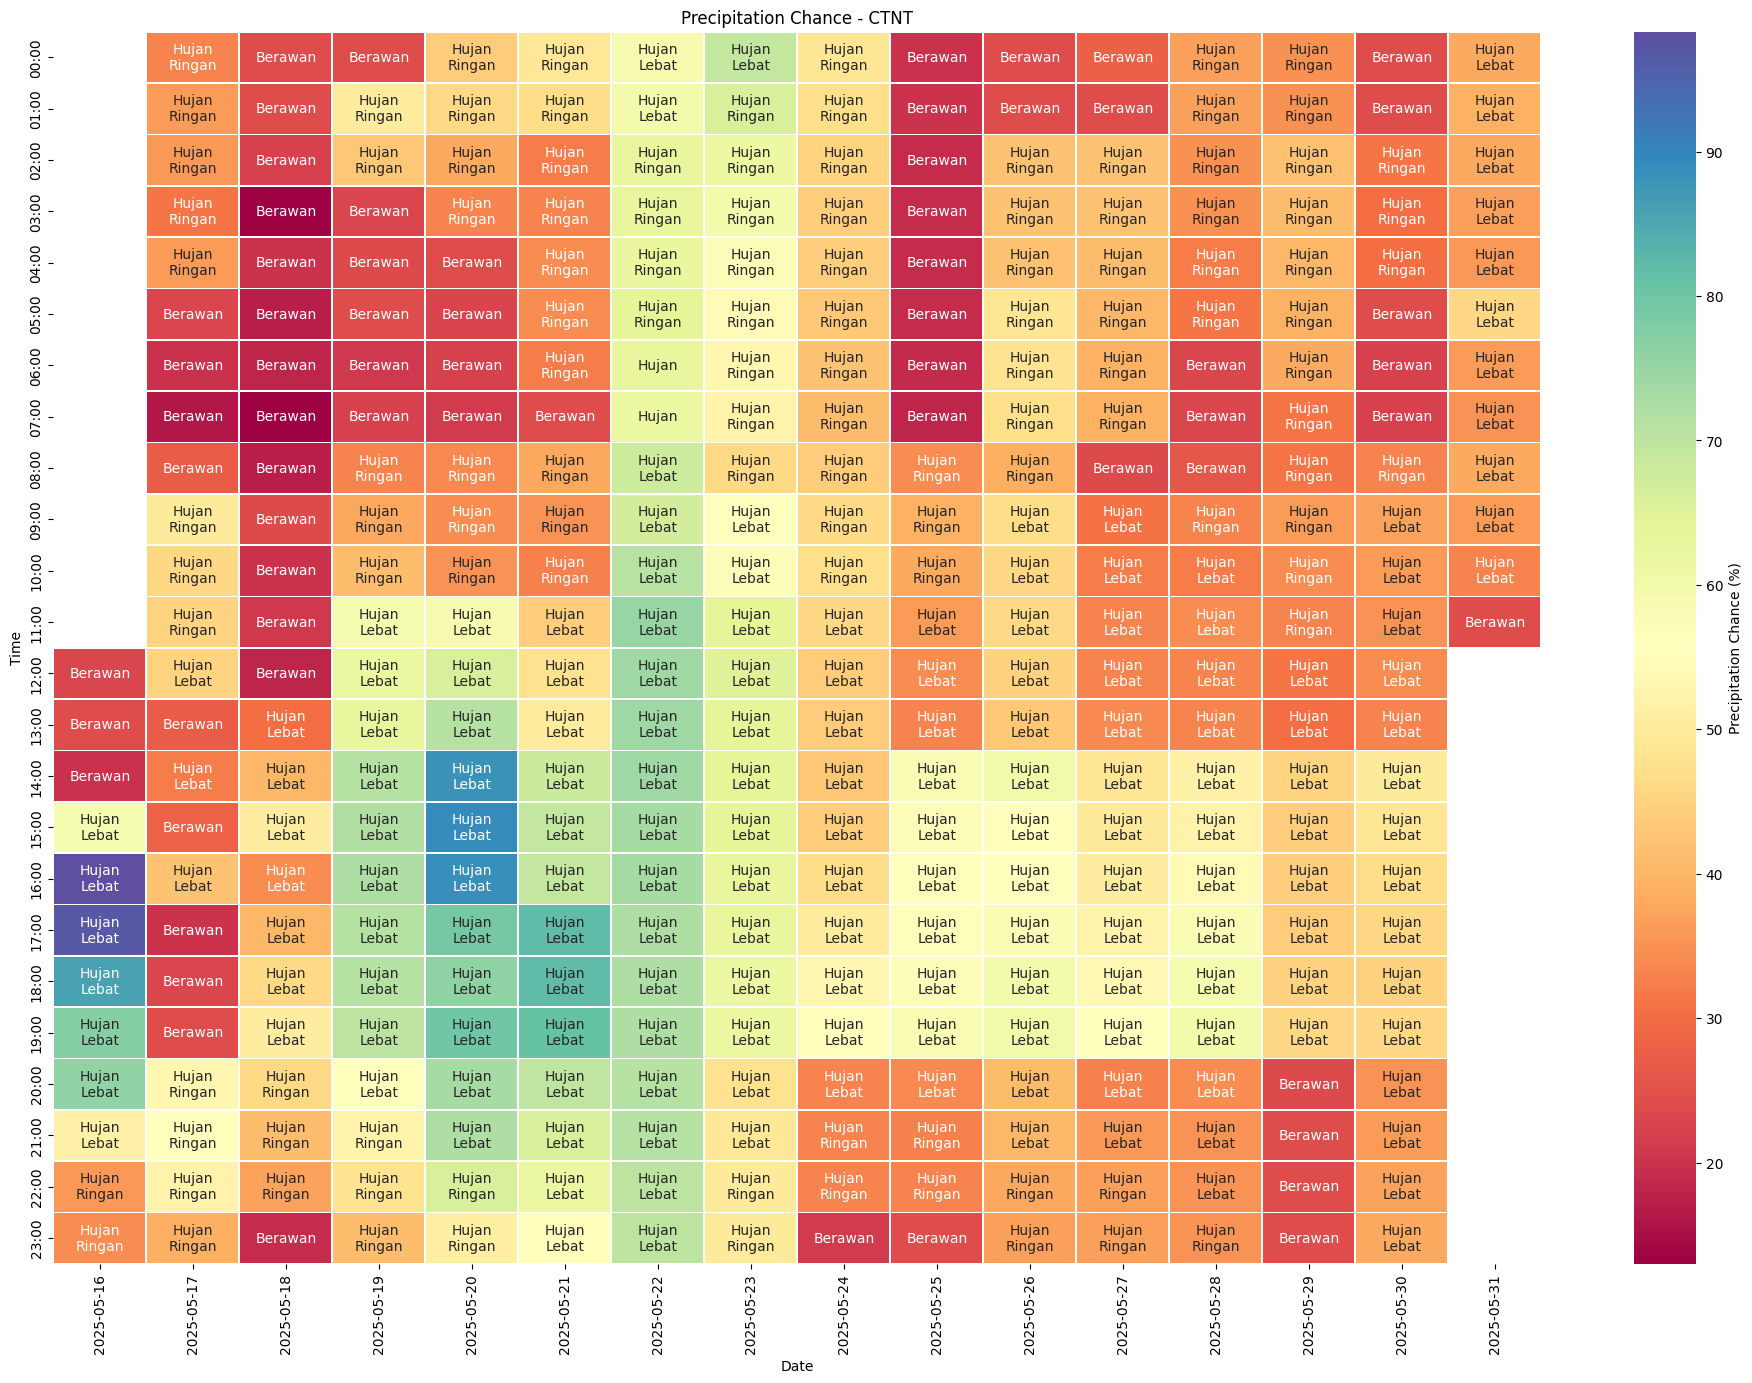 Precipitation Chance - CTNT
Time
00:00 Hujan Ringan Berawan Berawan Hujan Ringan Hujan Ringan Hujan Lebat Hujan Lebat Hujan Ringan Berawan Berawan Berawan Hujan Ringan Hujan Ringan Berawan Hujan Lebat
01:00 Hujan Ringan Berawan Hujan Ringan Hujan Ringan Hujan Ringan Hujan Lebat Hujan Ringan Hujan Ringan Berawan Berawan Berawan Hujan Ringan Hujan Ringan Berawan Hujan Lebat
02:00 Hujan Ringan Berawan Hujan Ringan Hujan Ringan Hujan Ringan Hujan Ringan Hujan Ringan Hujan Ringan Berawan Hujan Ringan Hujan Ringan Hujan Ringan Hujan Ringan Hujan Ringan Hujan Lebat
03:00 Hujan Ringan Berawan Berawan Hujan Ringan Hujan Ringan Hujan Ringan Hujan Ringan Hujan Ringan Berawan Hujan Ringan Hujan Ringan Hujan Ringan Hujan Ringan Hujan Ringan Hujan Lebat
04:00 Hujan Ringan Berawan Berawan Berawan Hujan Ringan Hujan Ringan Hujan Ringan Hujan Ringan Berawan Hujan Ringan Hujan Ringan Hujan Ringan Hujan Ringan Hujan Ringan Hujan Lebat
05:00 Berawan Berawan Berawan Berawan Hujan Ringan Hujan Ringan Hujan Ringan Hujan Ringan Berawan Hujan Ringan Hujan Ringan Hujan Ringan Hujan Ringan Berawan Hujan Lebat
06:00 Berawan Berawan Berawan Berawan Hujan Ringan Hujan Hujan Ringan Hujan Ringan Berawan Hujan Ringan Hujan Ringan Berawan Hujan Ringan Berawan Hujan Lebat
07:00 Berawan Berawan Berawan Berawan Berawan Hujan Hujan Ringan Hujan Ringan Berawan Hujan Ringan Hujan Ringan Berawan Hujan Ringan Berawan Hujan Lebat
08:00 Berawan Berawan Hujan Ringan Hujan Ringan Hujan Ringan Hujan Lebat Hujan Ringan Hujan Ringan Hujan Ringan Hujan Ringan Berawan Berawan Hujan Ringan Hujan Ringan Hujan Lebat
09:00 Hujan Ringan Berawan Hujan Ringan Hujan Ringan Hujan Ringan Hujan Lebat Hujan Lebat Hujan Ringan Hujan Ringan Hujan Lebat Hujan Lebat Hujan Ringan Hujan Ringan Hujan Lebat Hujan Lebat
10:00 Hujan Ringan Berawan Hujan Ringan Hujan Ringan Hujan Ringan Hujan Lebat Hujan Lebat Hujan Ringan Hujan Ringan Hujan Lebat Hujan Lebat Hujan Lebat Hujan Ringan Hujan Lebat Hujan Lebat
11:00 Hujan Ringan Berawan Hujan Lebat Hujan Lebat Hujan Lebat Hujan Lebat Hujan Lebat Hujan Lebat Hujan Lebat Hujan Lebat Hujan Lebat Hujan Lebat Hujan Ringan Hujan Lebat Berawan
12:00 Berawan Hujan Lebat Berawan Hujan Lebat Hujan Lebat Hujan Lebat Hujan Lebat Hujan Lebat Hujan Lebat Hujan Lebat Hujan Lebat Hujan Lebat Hujan Lebat Hujan Lebat Hujan Lebat
13:00 Berawan Berawan Hujan Lebat Hujan Lebat Hujan Lebat Hujan Lebat Hujan Lebat Hujan Lebat Hujan Lebat Hujan Lebat Hujan Lebat Hujan Lebat Hujan Lebat Hujan Lebat Hujan Lebat
14:00 Berawan Hujan Lebat Hujan Lebat Hujan Lebat Hujan Lebat Hujan Lebat Hujan Lebat Hujan Lebat Hujan Lebat Hujan Lebat Hujan Lebat Hujan Lebat Hujan Lebat Hujan Lebat Hujan Lebat
15:00 Hujan Lebat Berawan Hujan Lebat Hujan Lebat Hujan Lebat Hujan Lebat Hujan Lebat Hujan Lebat Hujan Lebat Hujan Lebat Hujan Lebat Hujan Lebat Hujan Lebat Hujan Lebat Hujan Lebat
16:00 Hujan Lebat Hujan Lebat Hujan Lebat Hujan Lebat Hujan Lebat Hujan Lebat Hujan Lebat Hujan Lebat Hujan Lebat Hujan Lebat Hujan Lebat Hujan Lebat Hujan Lebat Hujan Lebat Hujan Lebat
17:00 Hujan Lebat Berawan Hujan Lebat Hujan Lebat Hujan Lebat Hujan Lebat Hujan Lebat Hujan Lebat Hujan Lebat Hujan Lebat Hujan Lebat Hujan Lebat Hujan Lebat Hujan Lebat Hujan Lebat
18:00 Hujan Lebat Berawan Hujan Lebat Hujan Lebat Hujan Lebat Hujan Lebat Hujan Lebat Hujan Lebat Hujan Lebat Hujan Lebat Hujan Lebat Hujan Lebat Hujan Lebat Hujan Lebat Hujan Lebat
19:00 Hujan Lebat Berawan Hujan Lebat Hujan Lebat Hujan Lebat Hujan Lebat Hujan Lebat Hujan Lebat Hujan Lebat Hujan Lebat Hujan Lebat Hujan Lebat Hujan Lebat Hujan Lebat Hujan Lebat
20:00 Hujan Lebat Hujan Ringan Hujan Ringan Hujan Lebat Hujan Lebat Hujan Lebat Hujan Lebat Hujan Lebat Hujan Lebat Hujan Lebat Hujan Lebat Hujan Lebat Hujan Lebat Berawan Hujan Lebat
21:00 Hujan Lebat Hujan Ringan Hujan Ringan Hujan Ringan Hujan Lebat Hujan Lebat Hujan Lebat Hujan Lebat Hujan Ringan Hujan Ringan Hujan Lebat Hujan Lebat Hujan Lebat Berawan Hujan Lebat
22:00 Hujan Ringan Hujan Ringan Hujan Ringan Hujan Ringan Hujan Ringan Hujan Lebat Hujan Lebat Hujan Ringan Hujan Ringan Hujan Ringan Hujan Ringan Hujan Ringan Hujan Lebat Berawan Hujan Lebat
23:00 Hujan Ringan Hujan Ringan Berawan Hujan Ringan Hujan Ringan Hujan Lebat Hujan Lebat Hujan Ringan Berawan Berawan Hujan Ringan Hujan Ringan Hujan Ringan Berawan Hujan Lebat
2025-05-16 2025-05-17 2025-05-18 2025-05-19 2025-05-20 2025-05-21 2025-05-22 2025-05-23 2025-05-24 2025-05-25 2025-05-26 2025-05-27 2025-05-28 2025-05-29 2025-05-30 2025-05-31
Date
90
80
70
60
50
40
30
20
Precipitation Chance (%)